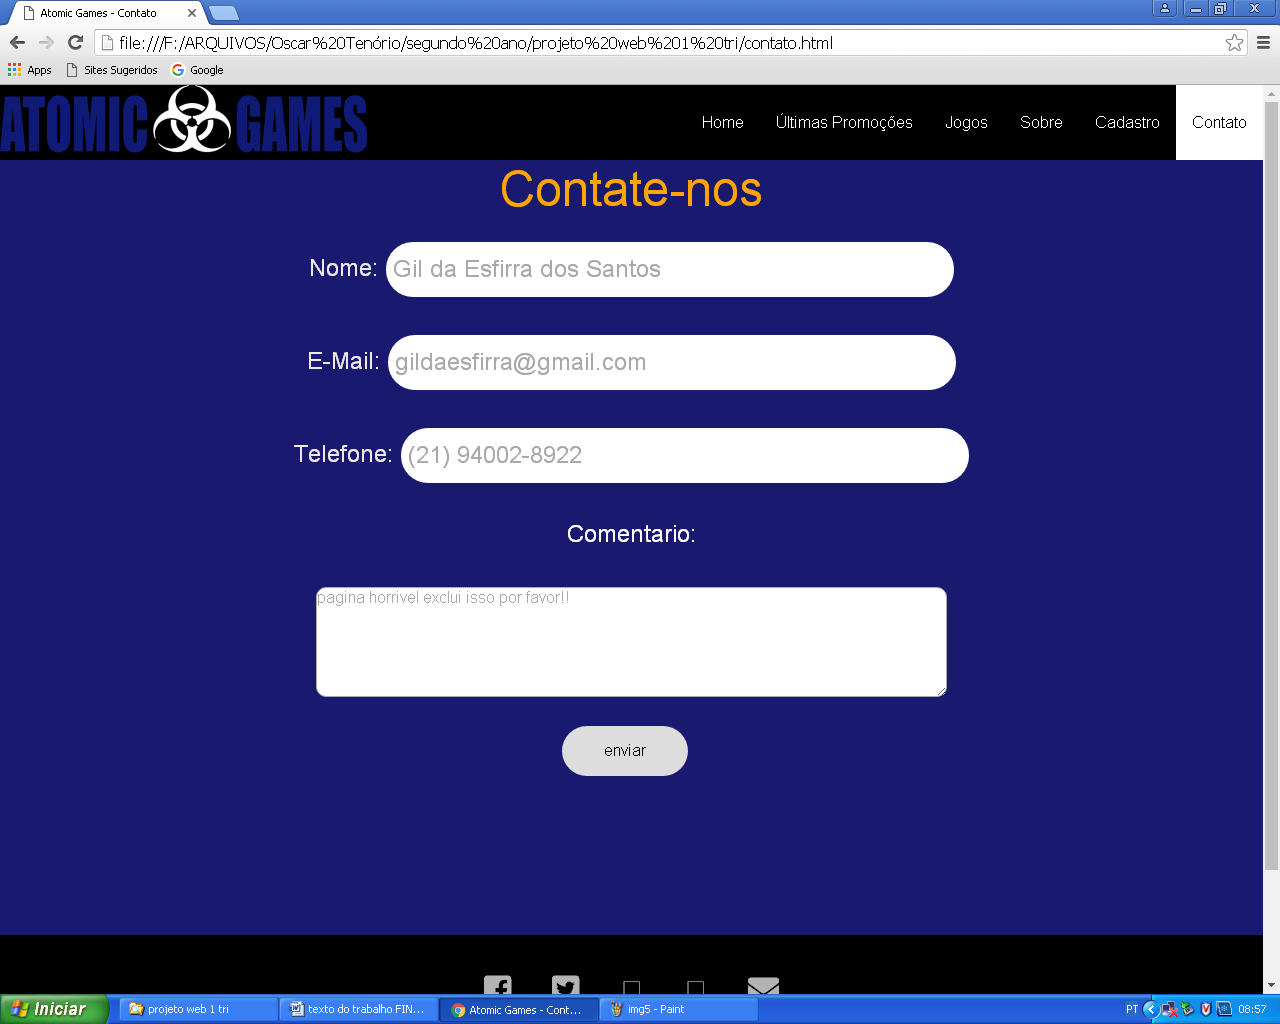 Atomic Games - Contato
file:///F:/ARQUIVOS/Oscar%20Tenório/segundo%20ano/projeto%20web%201%20tri/contato.html
Apps Sites Sugeridos Google
ATOMIC GAMES Home Últimas Promoções Jogos Sobre Cadastro Contato
Contate-nos
Nome: Gil da Esfirra dos Santos
E-Mail: gildaesfirra@gmail.com
Telefone: (21) 94002-8922
Comentario:
pagina horrivel exclui isso por favor!!
enviar
Iniciar projeto web 1 tri texto do trabalho FIN... Atomic Games - Cont... img5 - Paint PT 08:57